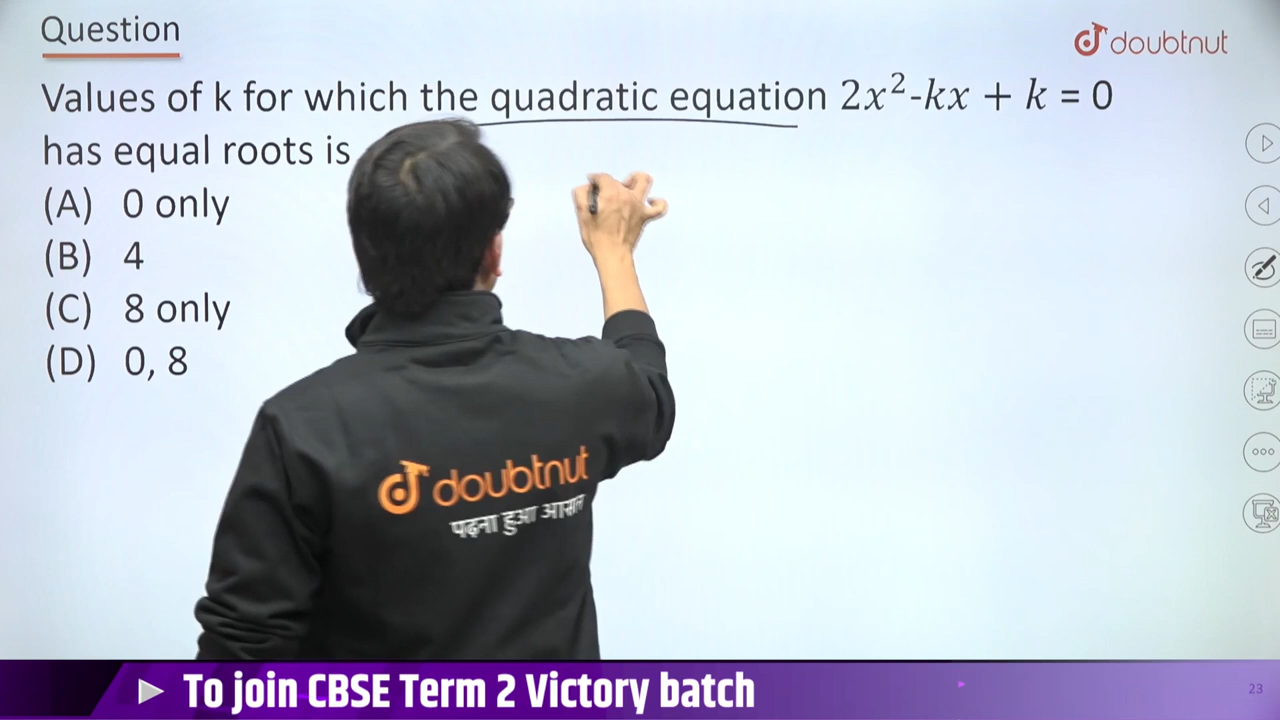 Question
doubtnut
Values of k for which the quadratic equation 2x²-kx + k = 0
has equal roots is
(A) 0 only
(B) 4
(C) 8 only
(D) 0, 8
doubtnut
पढ़ना हुआ आसान
To join CBSE Term 2 Victory batch
23